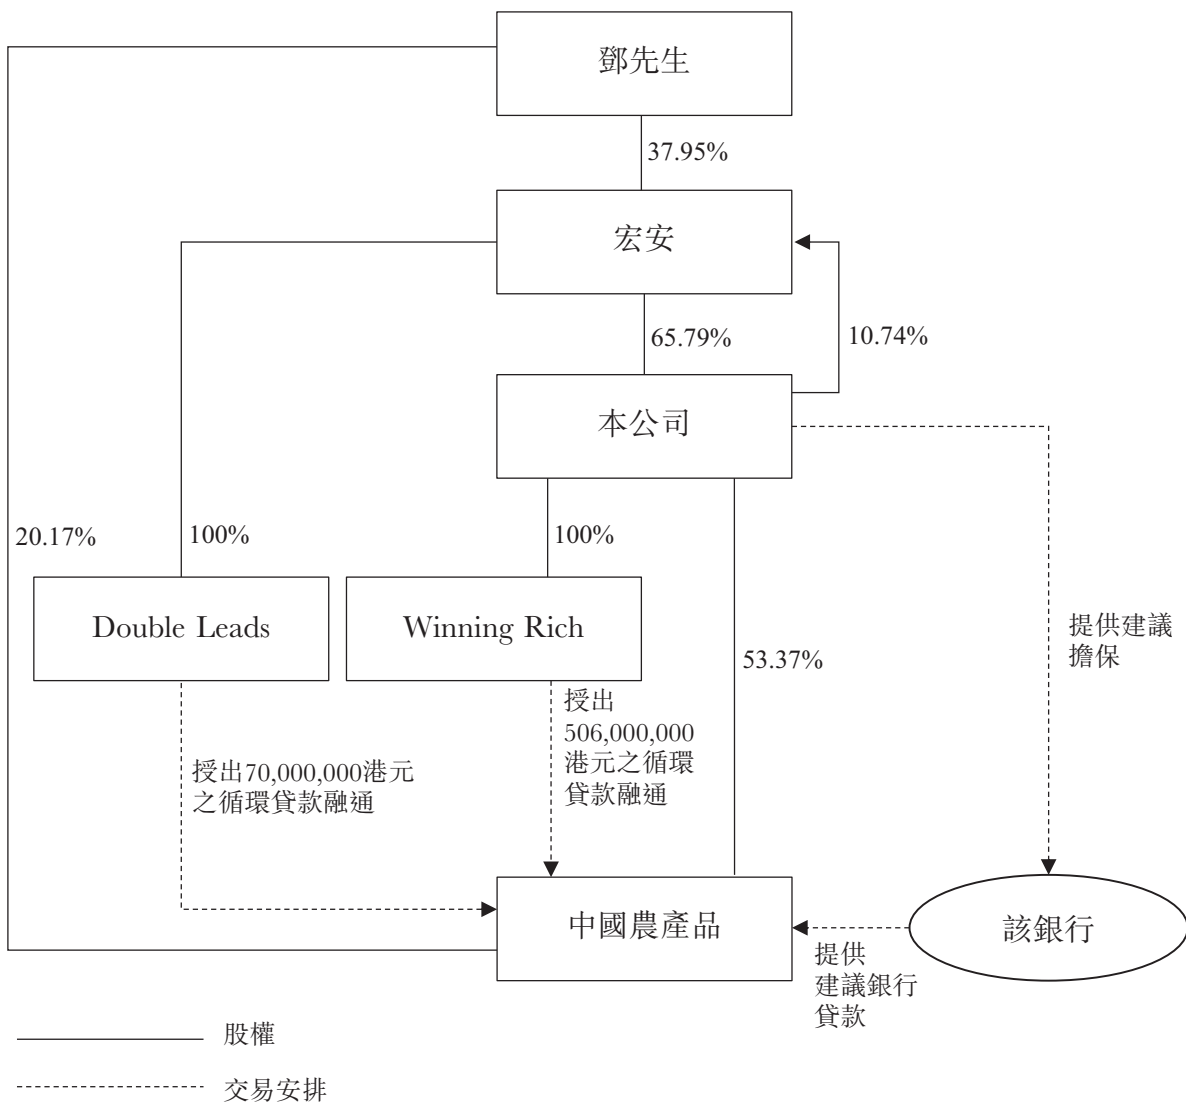 鄧先生
37.95%
宏安
65.79%
10.74%
本公司
20.17%
100%
100%
Double Leads
Winning Rich
53.37%
提供建議
擔保
授出70,000,000港元
之循環貸款融通
授出
506,000,000
港元之循環
貸款融通
中國農產品
該銀行
提供
建議銀行
貸款
股權
交易安排